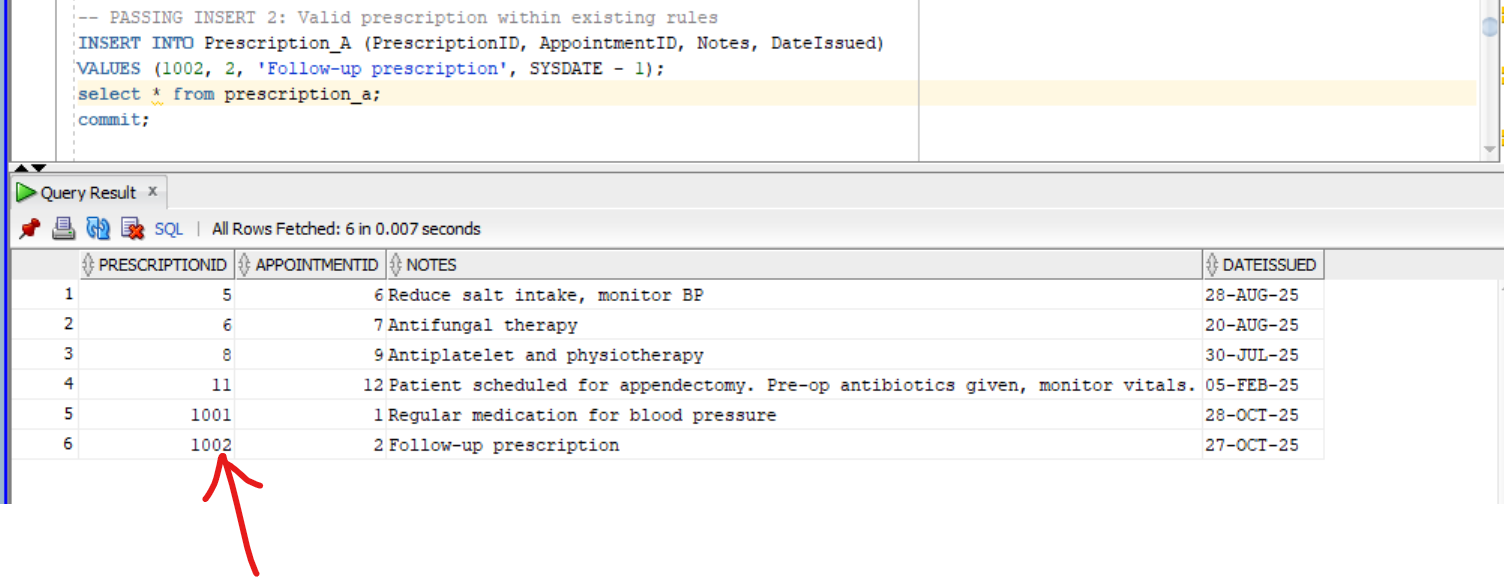 -- PASSING INSERT 2: Valid prescription within existing rules
INSERT INTO Prescription_A (PrescriptionID, AppointmentID, Notes, DateIssued)
VALUES (1002, 2, 'Follow-up prescription', SYSDATE - 1);
select * from prescription_a;
commit;
Query Result x
SQL | All Rows Fetched: 6 in 0.007 seconds
PRESCRIPTIONID APPOINTMENTID NOTES DATEISSUED
1 5 6 Reduce salt intake, monitor BP 28-AUG-25
2 6 7 Antifungal therapy 20-AUG-25
3 8 9 Antiplatelet and physiotherapy 30-JUL-25
4 11 12 Patient scheduled for appendectomy. Pre-op antibiotics given, monitor vitals. 05-FEB-25
5 1001 1 Regular medication for blood pressure 28-OCT-25
6 1002 2 Follow-up prescription 27-OCT-25